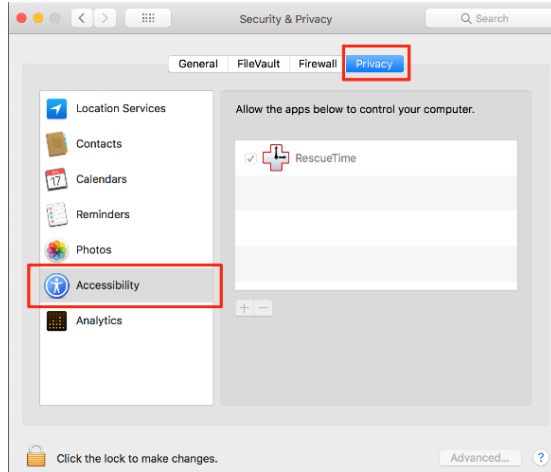 Security & Privacy
Search
General FileVault Firewall Privacy
Location Services
Contacts
17 Calendars
Reminders
Photos
Accessibility
Analytics
Allow the apps below to control your computer.
RescueTime
Click the lock to make changes.
Advanced... ?